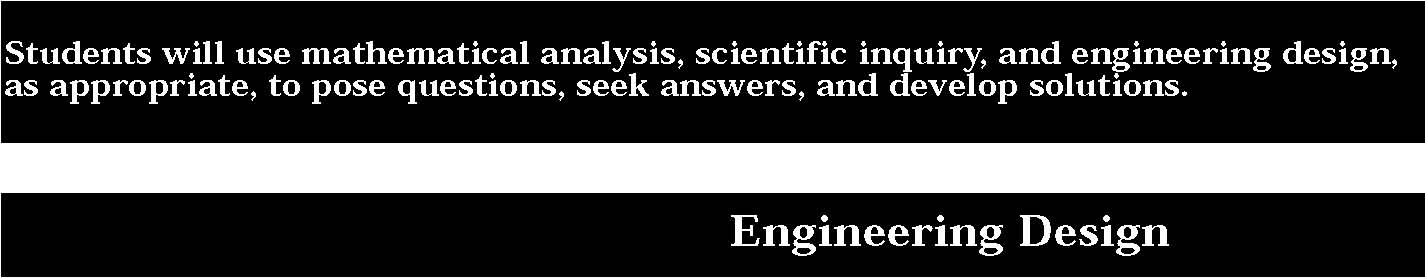 Students will use mathematical analysis, scientific inquiry, and engineering design,
as appropriate, to pose questions, seek answers, and develop solutions.
Engineering Design